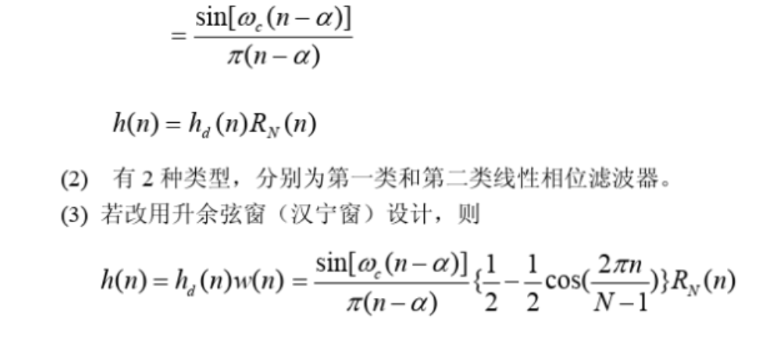 = \frac{\sin[\omega_c(n-\alpha)]}{\pi(n-\alpha)}
h(n) = h_d(n)R_N(n)
(2) 有 2 种类型，分别为第一类和第二类线性相位滤波器。
(3) 若改用升余弦窗（汉宁窗）设计，则
h(n) = h_d(n)w(n) = \frac{\sin[\omega_c(n-\alpha)]}{\pi(n-\alpha)}\{\frac{1}{2}-\frac{1}{2}\cos(\frac{2\pi n}{N-1})\}R_N(n)